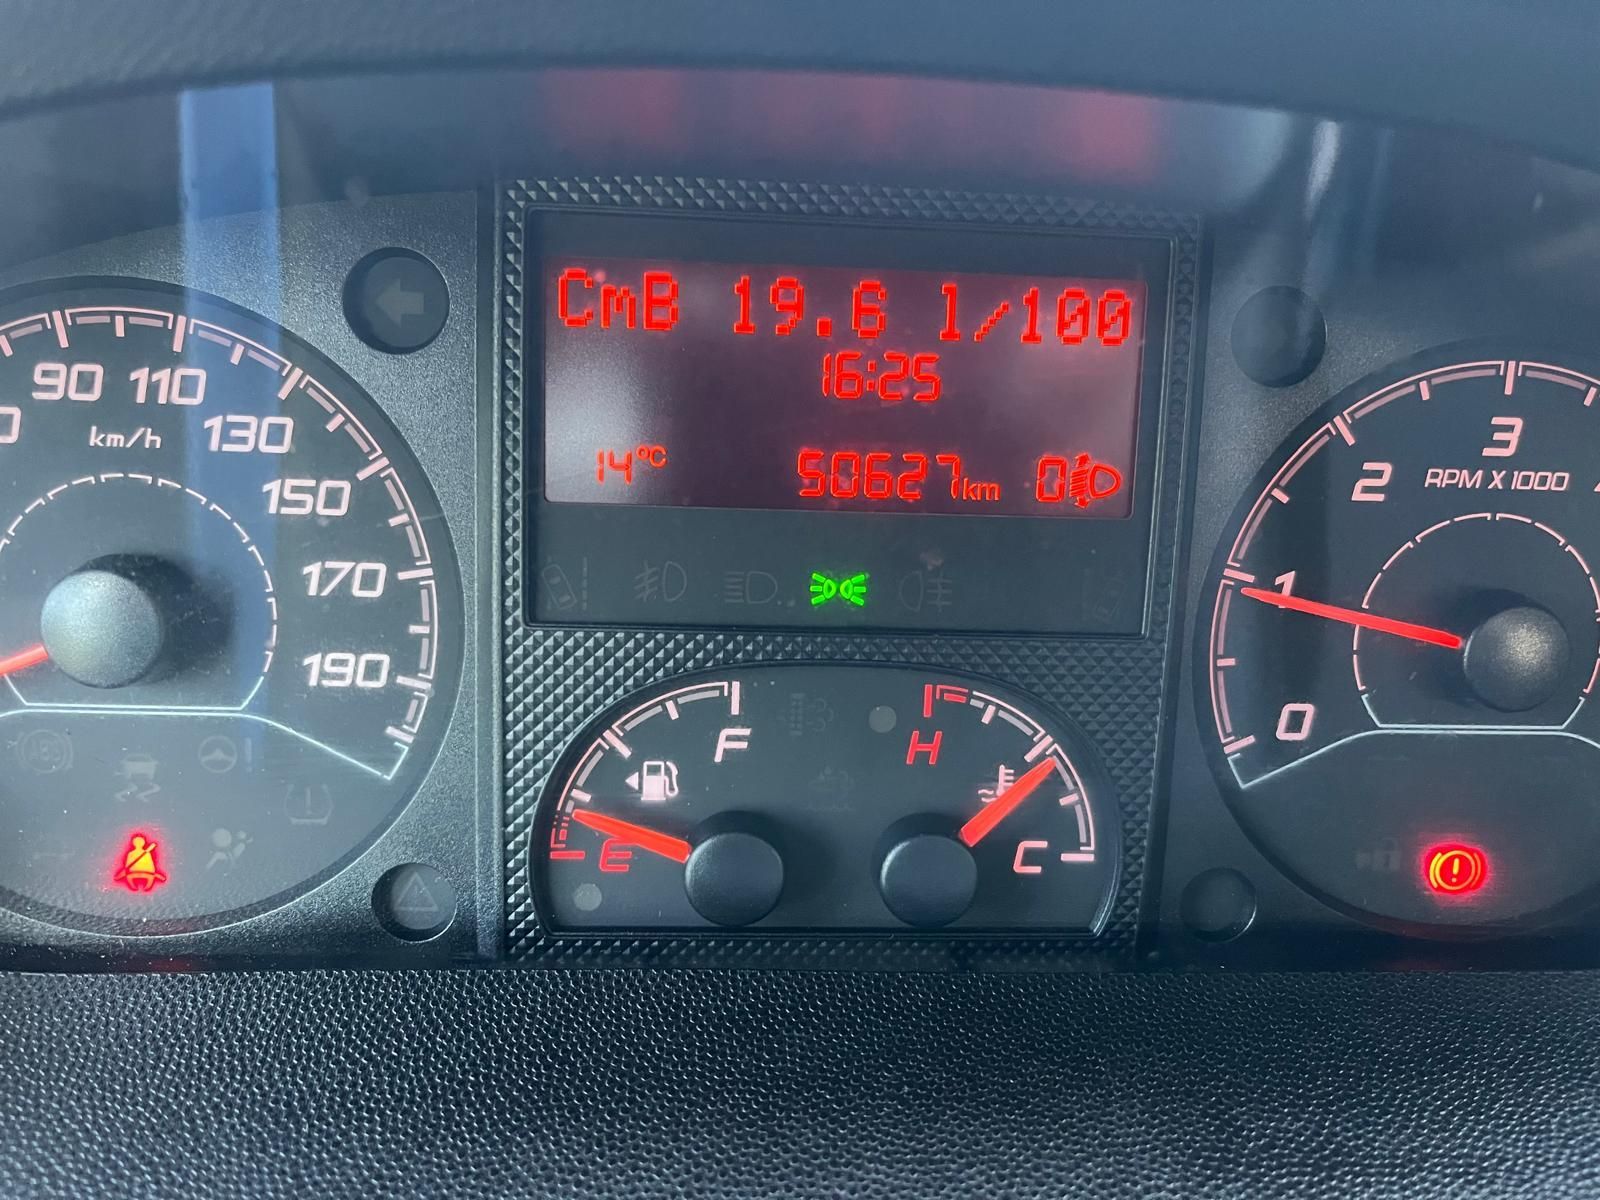 CmB 19.6 l/100
16:25
14°C 50627km 0
90 110
km/h 130
150
170
190
3
2 RPM X 1000
1
0
F H
E C